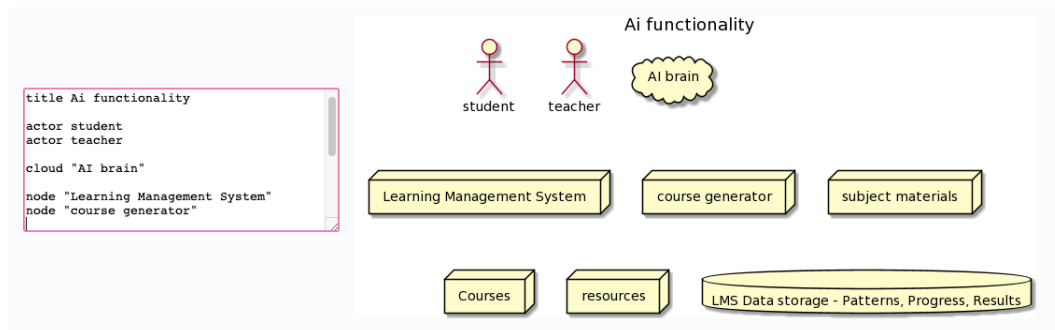 title Ai functionality
actor student
actor teacher
cloud "AI brain"
node "Learning Management System"
node "course generator"
Ai functionality
student
teacher
AI brain
Learning Management System
course generator
subject materials
Courses
resources
LMS Data storage - Patterns, Progress, Results